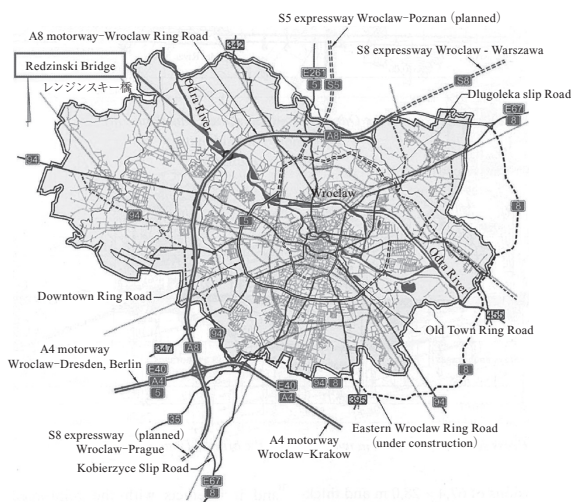 S5 expressway Wroclaw-Poznan (planned)
A8 motorway-Wroclaw Ring Road
342
S8 expressway Wroclaw - Warszawa
Redzinski Bridge
レンジンスキー橋
E261
5
S5
S8
Dlugoleka slip Road
Odra River
E67
8
A8
94
Wroclaw
94
5
8
Odra River
Downtown Ring Road
455
Old Town Ring Road
94
347
A8
A4 motorway
Wroclaw-Dresden, Berlin
E40
A4
5
E40
A4
94
8
8
395
94
35
Eastern Wroclaw Ring Road
(under construction)
S8 expressway (planned)
Wroclaw-Prague
A4 motorway
Wroclaw-Krakow
Kobierzyce Slip Road
E67
8